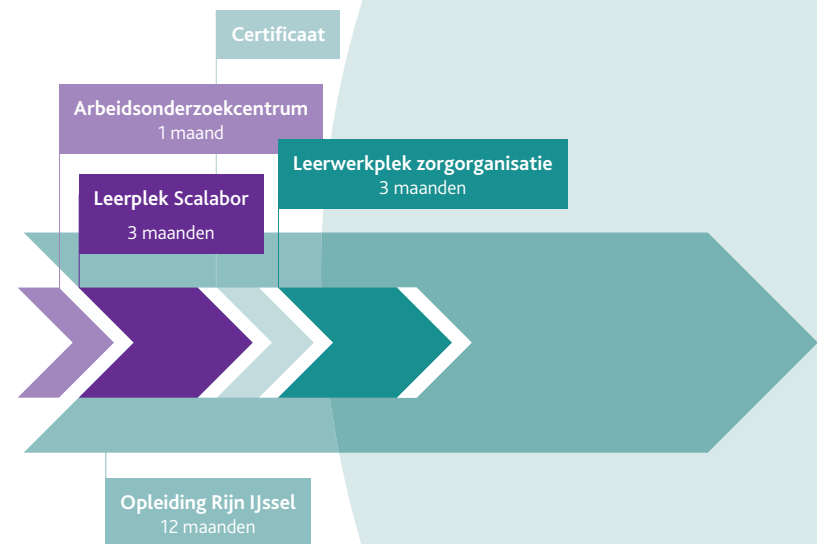 Certificaat
Arbeidsonderzoekcentrum
1 maand
Leerwerkplek zorgorganisatie
3 maanden
Leerplek Scalabor
3 maanden
Opleiding Rijn IJssel
12 maanden